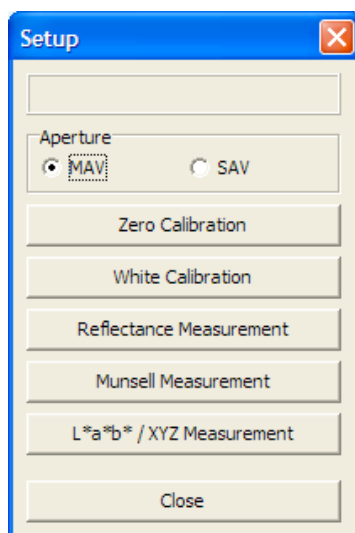 Setup
Aperture
MAV
SAV
Zero Calibration
White Calibration
Reflectance Measurement
Munsell Measurement
L*a*b* / XYZ Measurement
Close